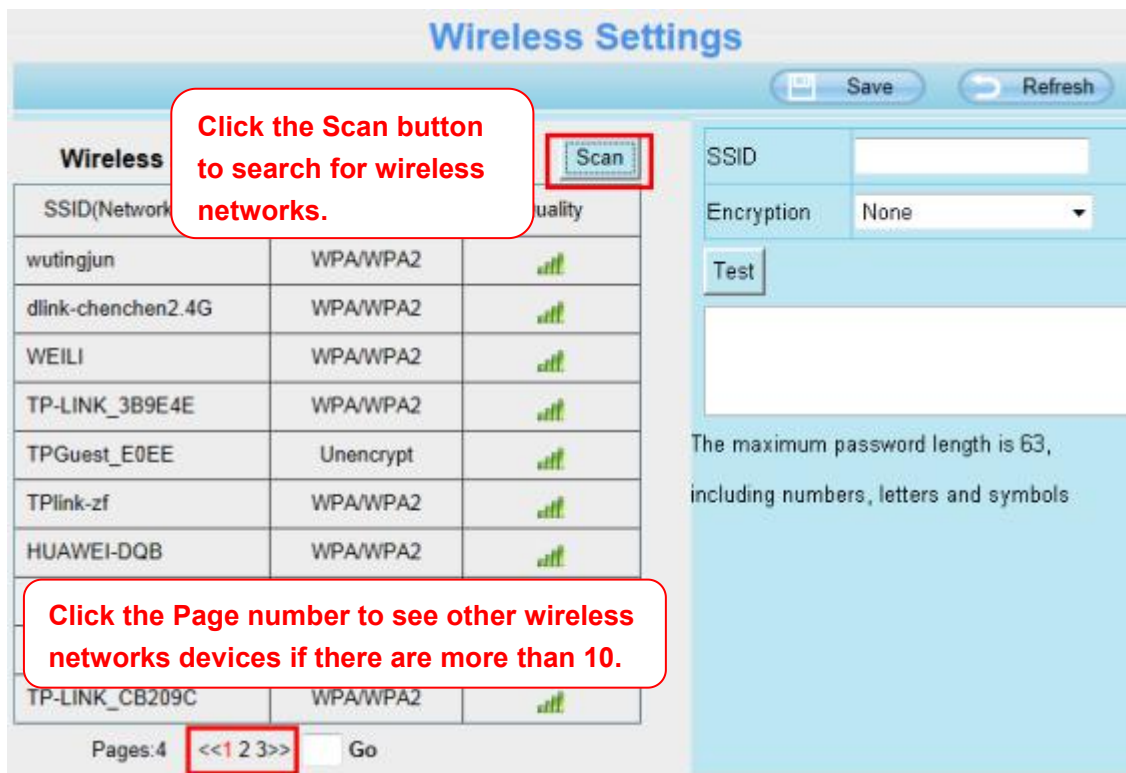 Wireless Settings
Save Refresh
Click the Scan button
to search for wireless
networks.
Wireless Scan
SSID(Network uality
wutingjun WPA/WPA2
dlink-chenchen2.4G WPA/WPA2
WEILI WPA/WPA2
TP-LINK_3B9E4E WPA/WPA2
TPGuest_E0EE Unencrypt
TPlink-zf WPA/WPA2
HUAWEI-DQB WPA/WPA2
Click the Page number to see other wireless
networks devices if there are more than 10.
TP-LINK_CB209C WPA/WPA2
Pages:4 <<1 2 3>> Go
SSID
Encryption None
Test
The maximum password length is 63,
including numbers, letters and symbols